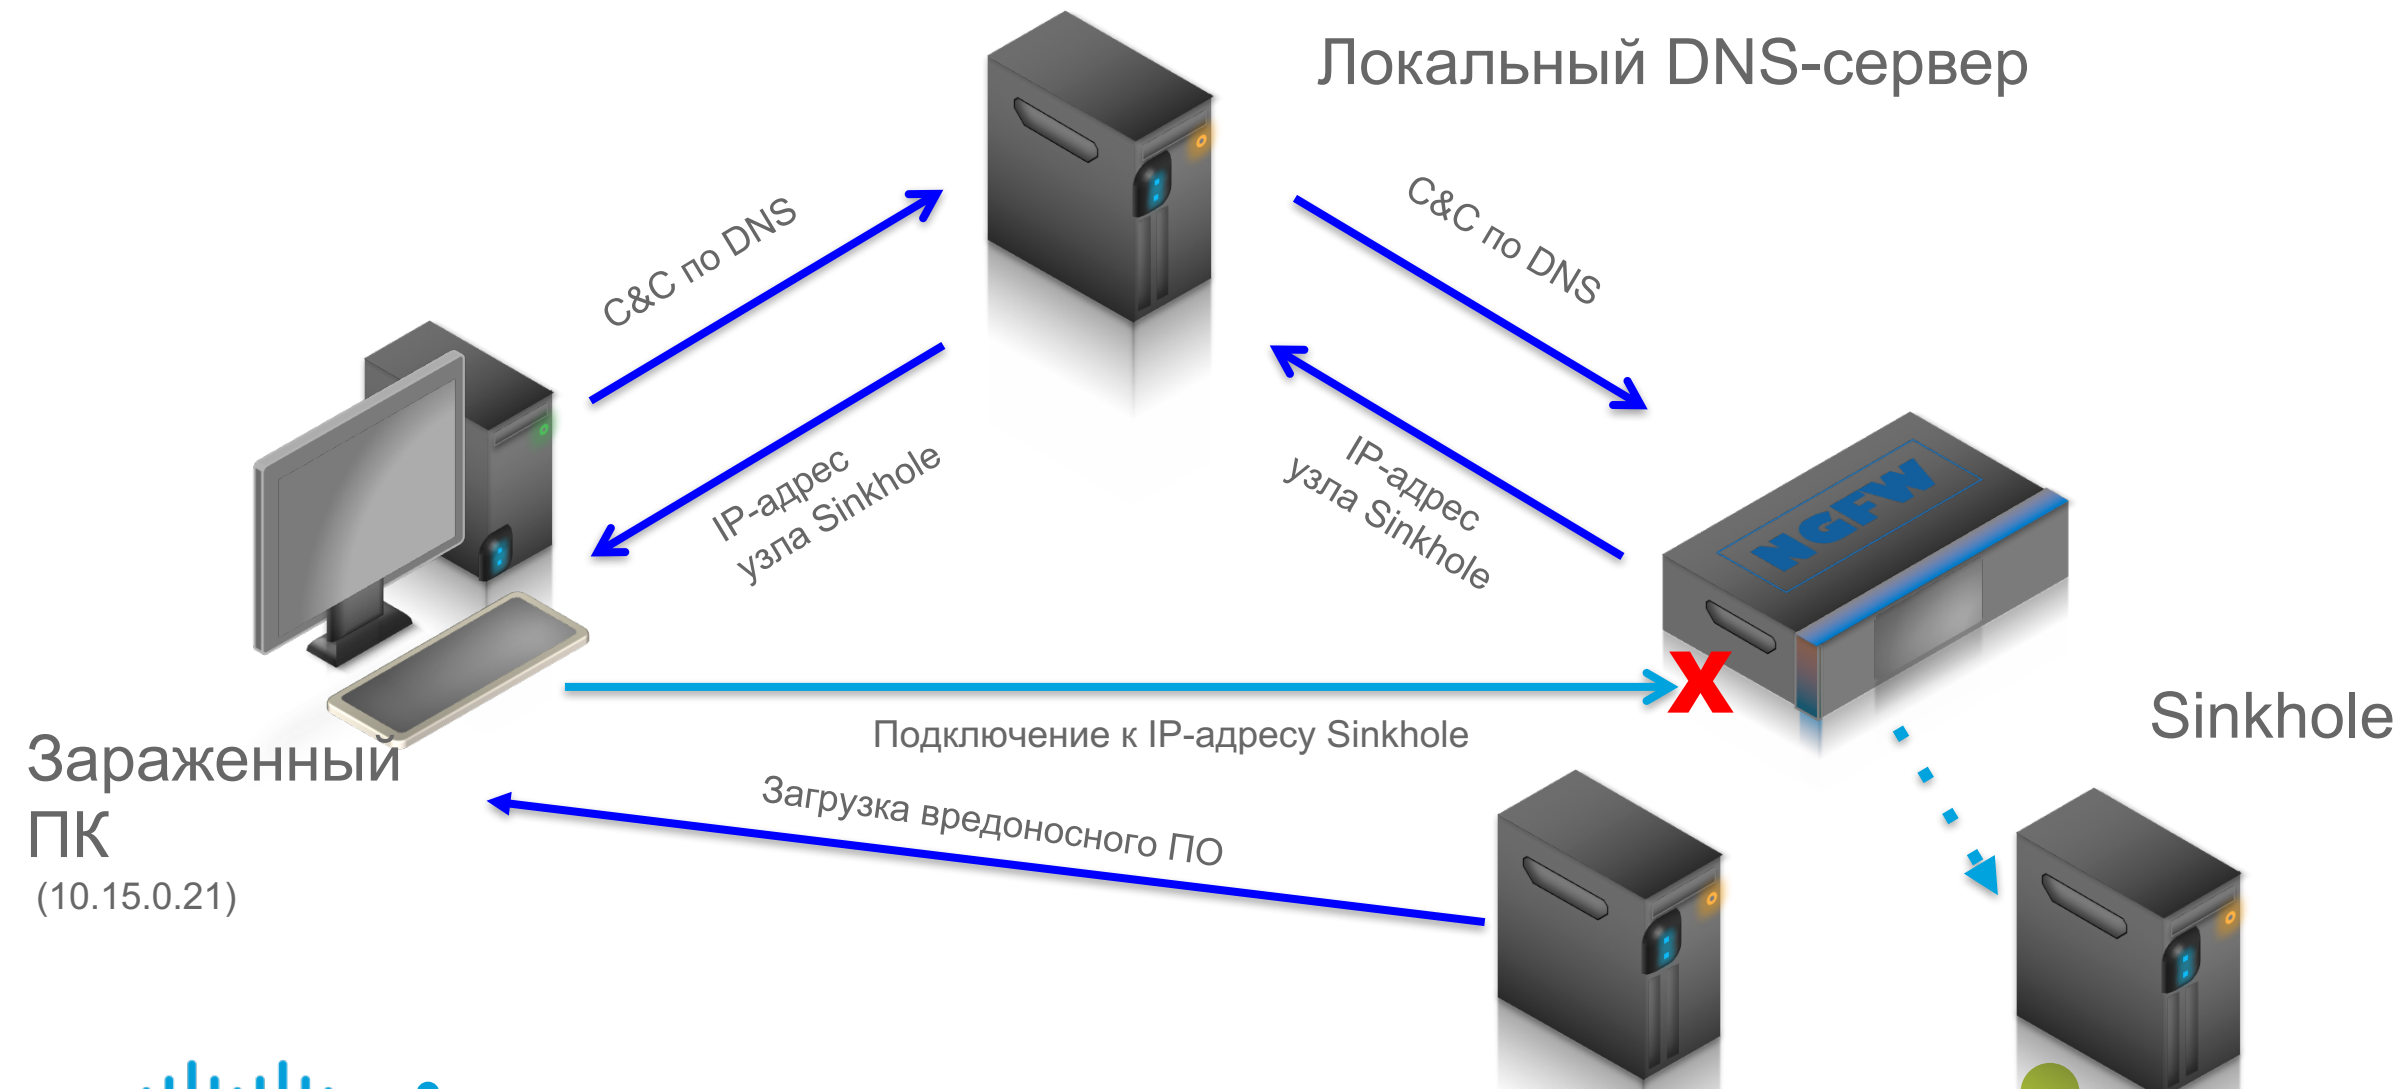 Локальный DNS-сервер
C&C по DNS
C&C по DNS
IP-адрес
узла Sinkhole
IP-адрес
узла Sinkhole
NGFW
X
Подключение к IP-адресу Sinkhole
Sinkhole
Зараженный
ПК
(10.15.0.21)
Загрузка вредоносного ПО